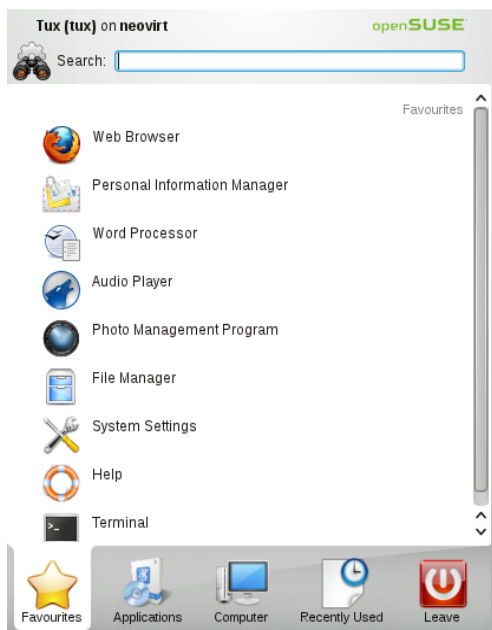 Tux (tux) on neovirt
openSUSE
Search:
Favourites
Web Browser
Personal Information Manager
Word Processor
Audio Player
Photo Management Program
File Manager
System Settings
Help
>_
Terminal
Favourites
Applications
Computer
Recently Used
Leave